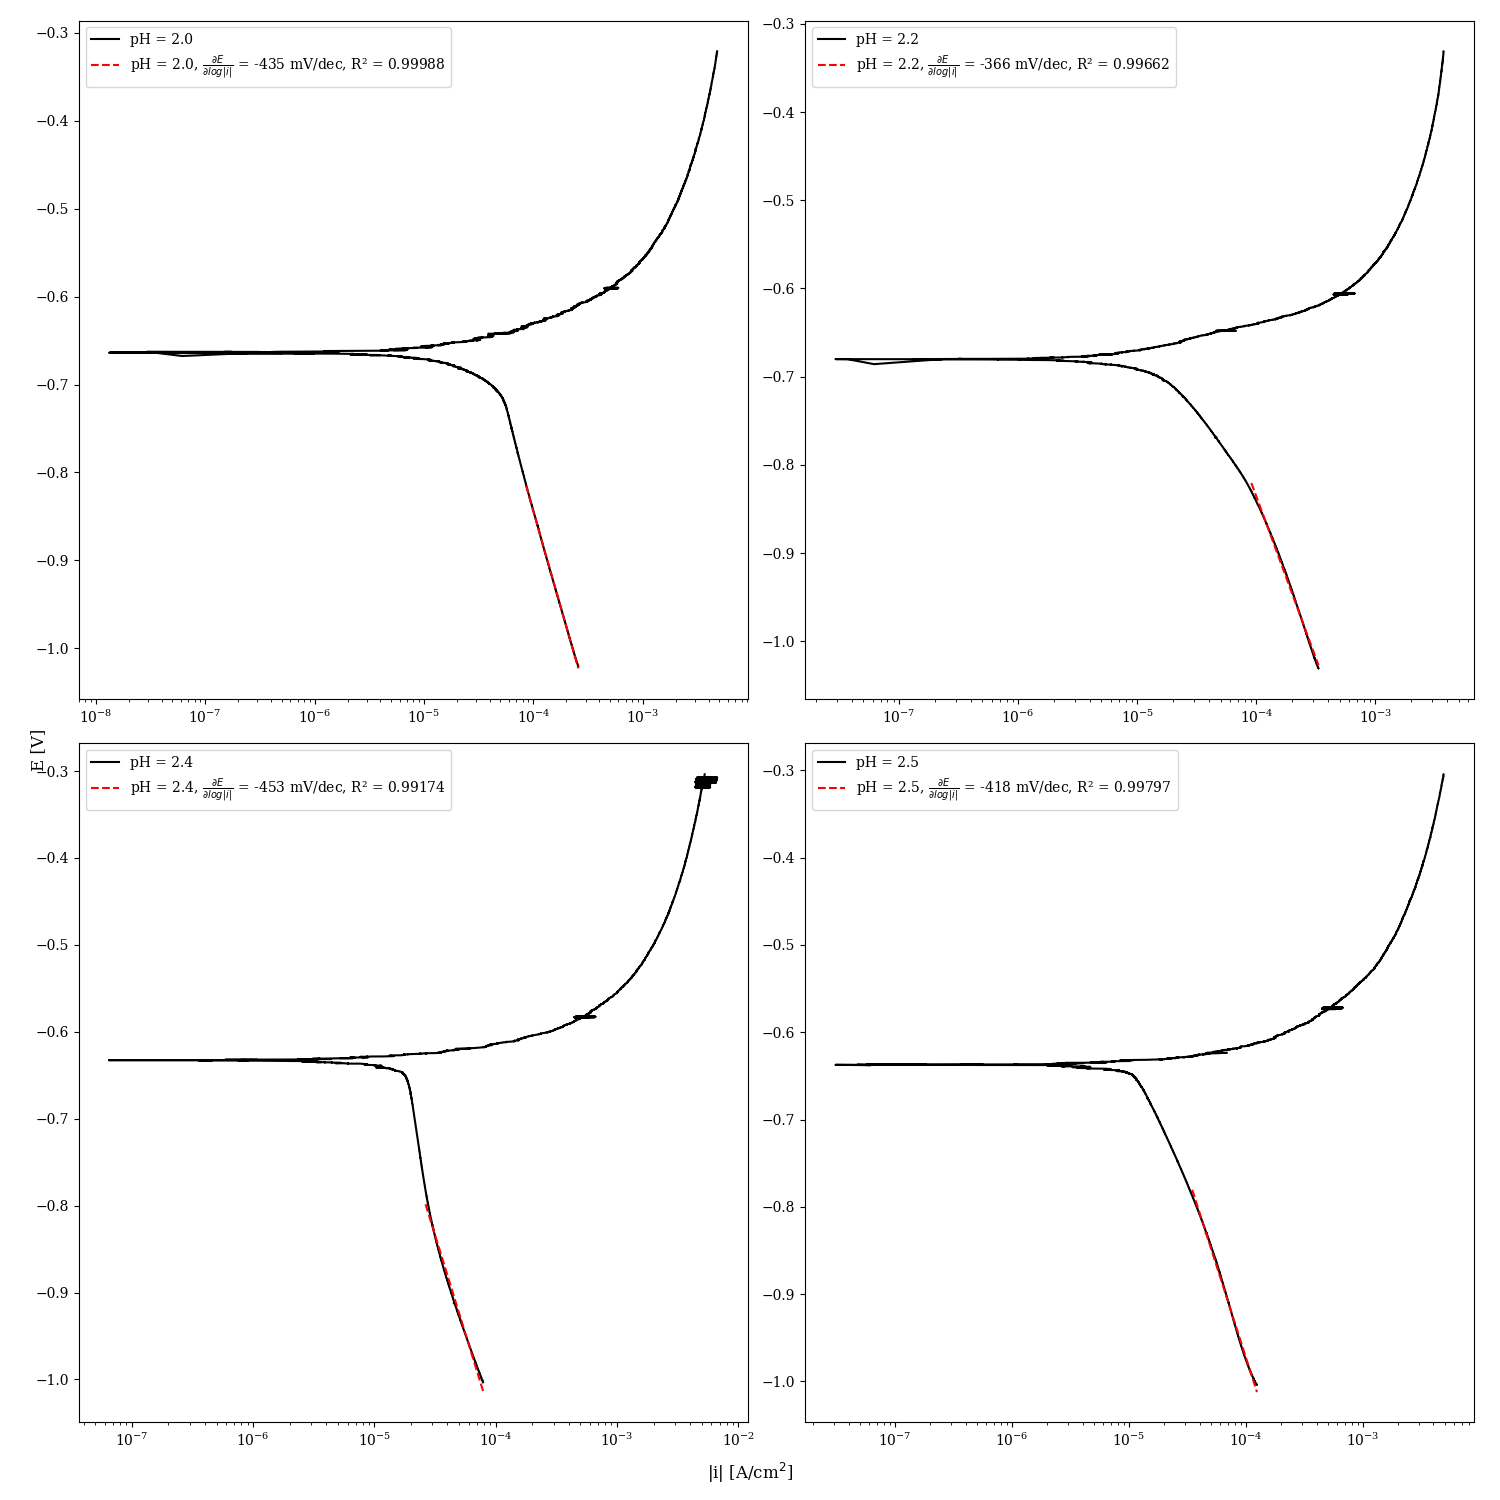 pH = 2.0
pH = 2.0, ∂E/∂log|i| = -435 mV/dec, R² = 0.99988
−0.3
−0.4
−0.5
−0.6
−0.7
−0.8
−0.9
−1.0
10⁻⁸ 10⁻⁷ 10⁻⁶ 10⁻⁵ 10⁻⁴ 10⁻³
pH = 2.2
pH = 2.2, ∂E/∂log|i| = -366 mV/dec, R² = 0.99662
−0.3
−0.4
−0.5
−0.6
−0.7
−0.8
−0.9
−1.0
10⁻⁷ 10⁻⁶ 10⁻⁵ 10⁻⁴ 10⁻³
E [V]
pH = 2.4
pH = 2.4, ∂E/∂log|i| = -453 mV/dec, R² = 0.99174
−0.3
−0.4
−0.5
−0.6
−0.7
−0.8
−0.9
−1.0
10⁻⁷ 10⁻⁶ 10⁻⁵ 10⁻⁴ 10⁻³ 10⁻²
pH = 2.5
pH = 2.5, ∂E/∂log|i| = -418 mV/dec, R² = 0.99797
−0.3
−0.4
−0.5
−0.6
−0.7
−0.8
−0.9
−1.0
10⁻⁷ 10⁻⁶ 10⁻⁵ 10⁻⁴ 10⁻³
|i| [A/cm²]